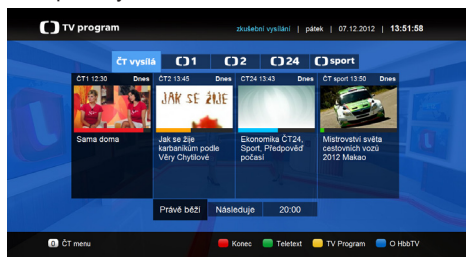 TV program
zkušební vysílání | pátek | 07.12.2012 | 13:51:58
ČT vysílá 1 2 24 sport
ČT1 12:30 Dnes
Sama doma
ČT2 13:45 Dnes
JAK SE ŽIJE
Jak se žije
karbaníkům podle
Věry Chytilové
ČT24 13:43 Dnes
Ekonomika ČT24,
Sport, Předpověď
počasí
ČT sport 13:50 Dnes
Mistrovství světa
cestovních vozů
2012 Makao
Právě běží Následuje 20:00
0 ČT menu
Konec Teletext TV Program O HbbTV